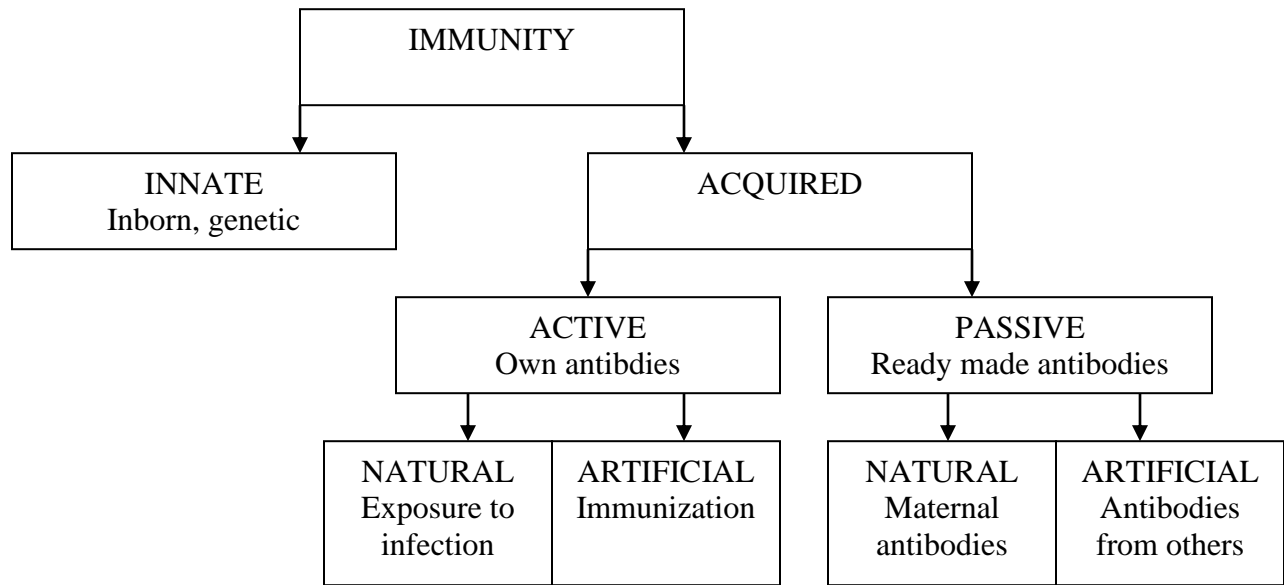 IMMUNITY
INNATE
Inborn, genetic
ACQUIRED
ACTIVE
Own antibdies
PASSIVE
Ready made antibodies
NATURAL
Exposure to
infection
ARTIFICIAL
Immunization
NATURAL
Maternal
antibodies
ARTIFICIAL
Antibodies
from others